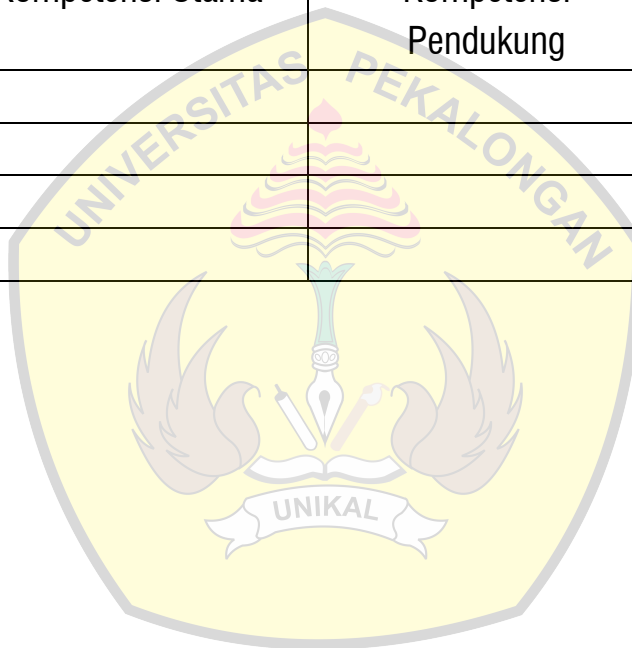 Kompetensi Utama
Kompetensi
Pendukung
UNIVERSITAS PEKALONGAN
UNIKAL